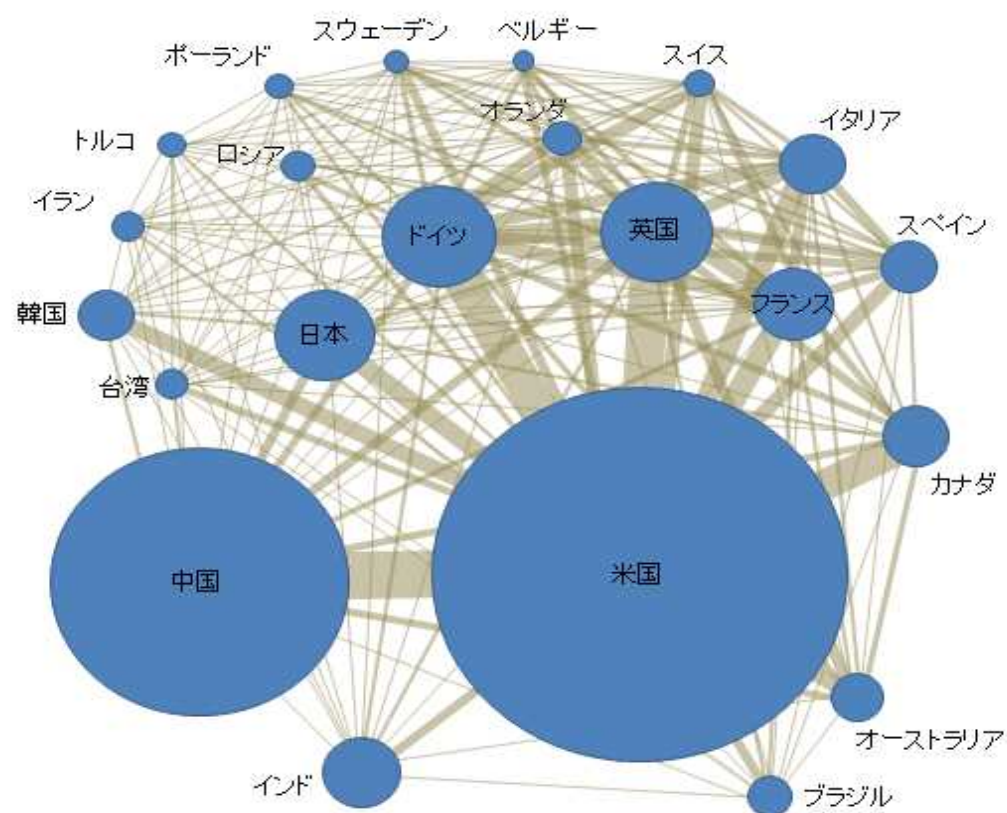 スウェーデン
ベルギー
ポーランド
スイス
オランダ
イタリア
トルコ
ロシア
イラン
ドイツ
英国
スペイン
韓国
日本
フランス
台湾
カナダ
中国
米国
オーストラリア
インド
ブラジル